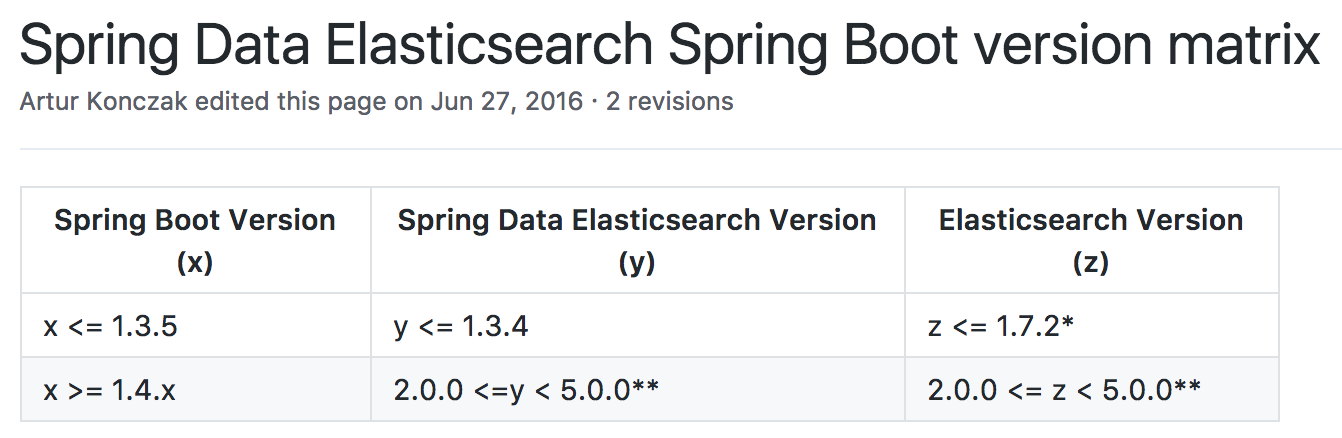 Spring Data Elasticsearch Spring Boot version matrix
Artur Konczak edited this page on Jun 27, 2016 · 2 revisions
Spring Boot Version (x) Spring Data Elasticsearch Version (y) Elasticsearch Version (z)
x <= 1.3.5 y <= 1.3.4 z <= 1.7.2*
x >= 1.4.x 2.0.0 <=y < 5.0.0** 2.0.0 <= z < 5.0.0**